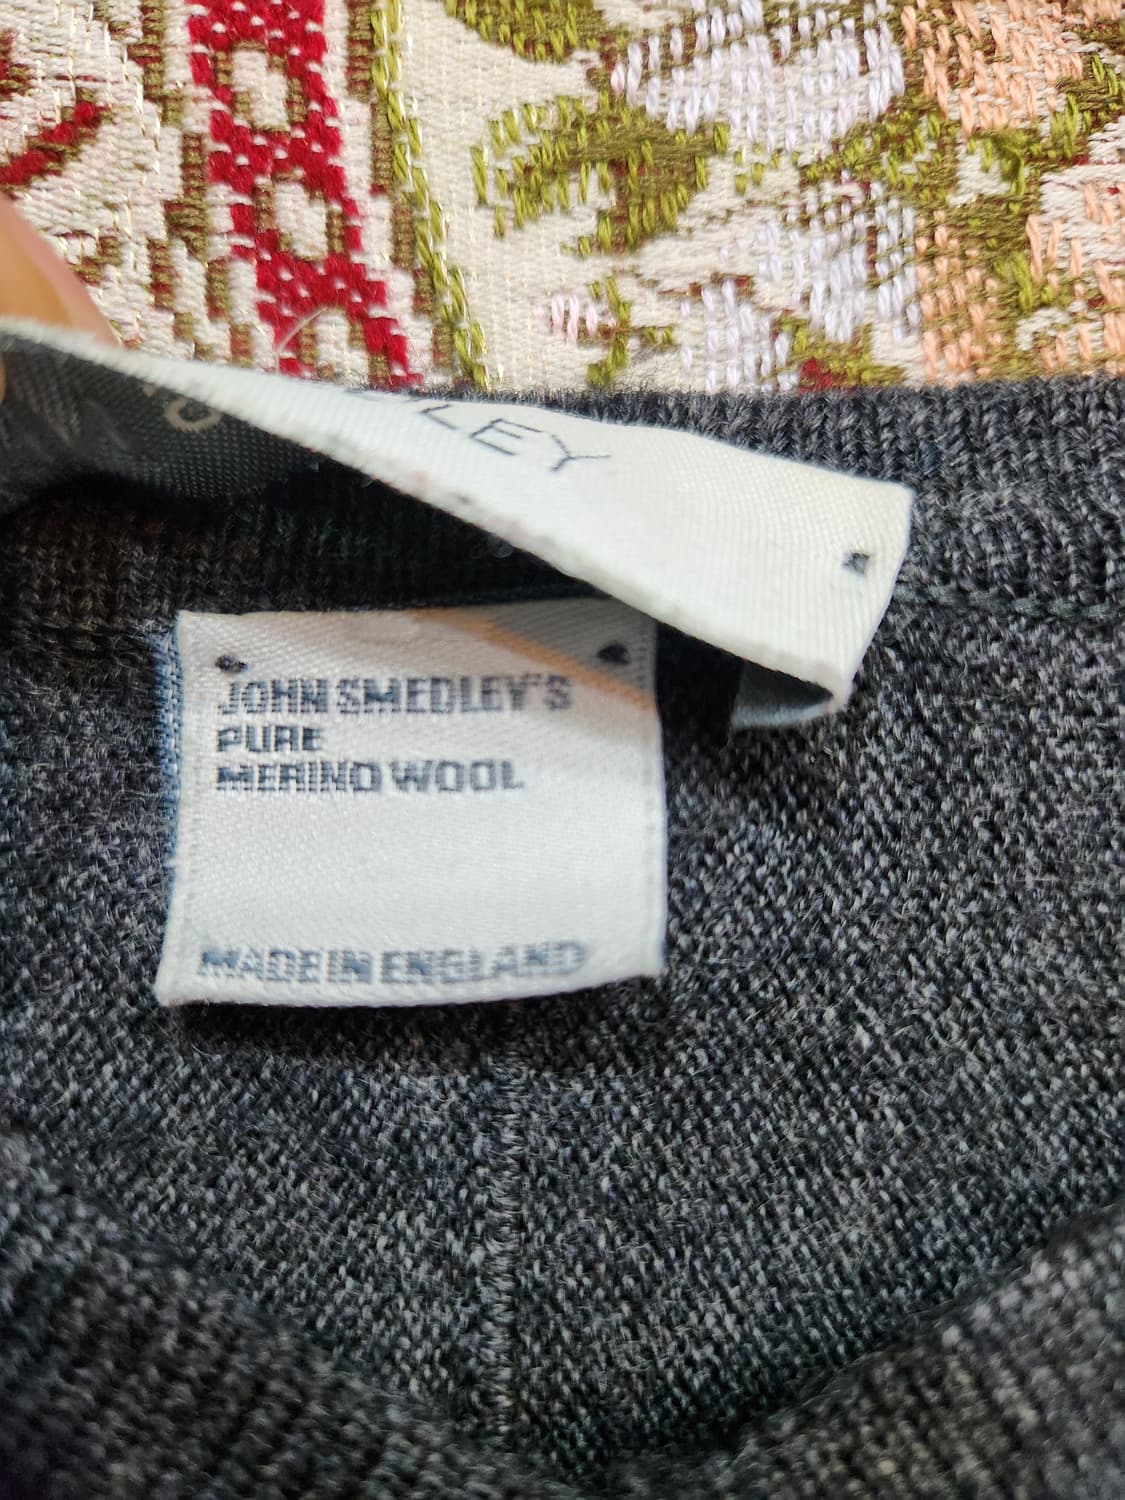 LEY
JOHN SMEDLEY'S
PURE
MERINO WOOL
MADE IN ENGLAND